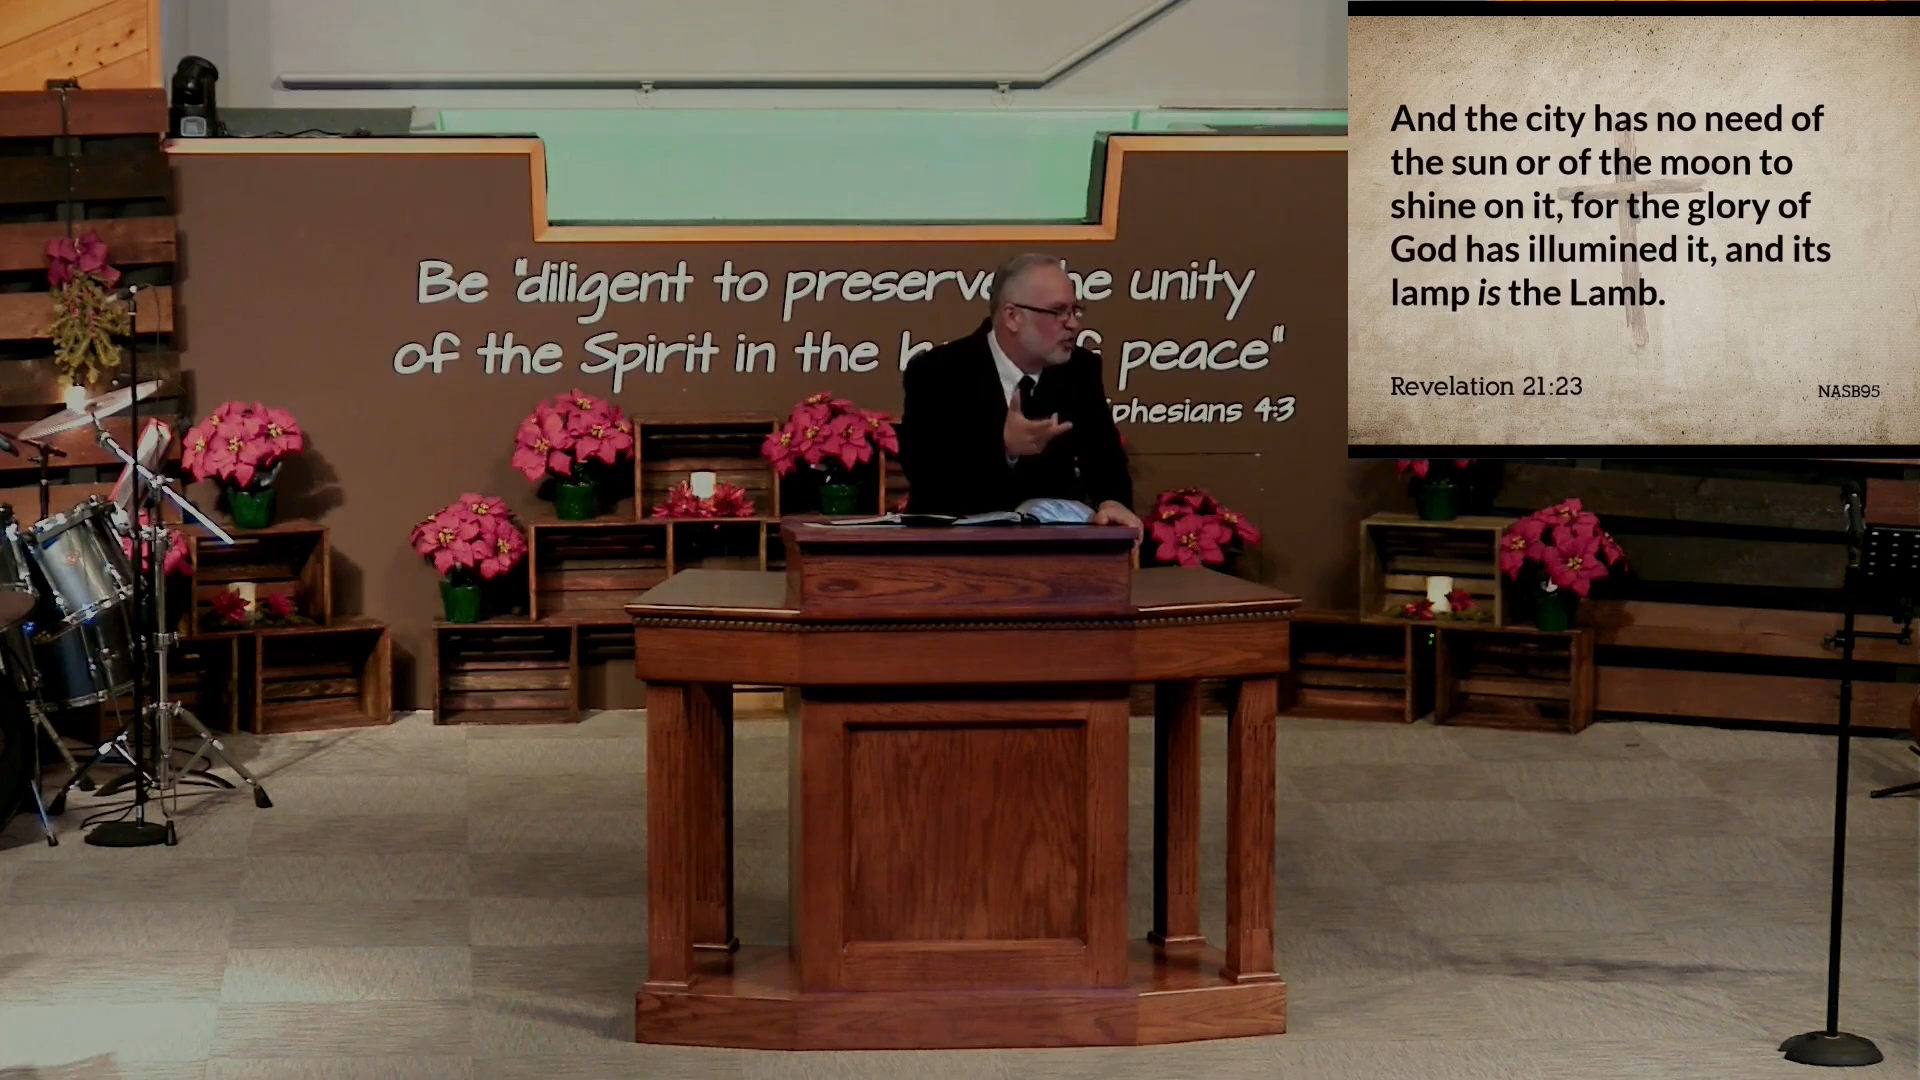 Be "diligent to preserve he unity
of the Spirit in the peace"
phesians 4:3
And the city has no need of
the sun or of the moon to
shine on it, for the glory of
God has illumined it, and its
lamp is the Lamb.
Revelation 21:23
NASB95